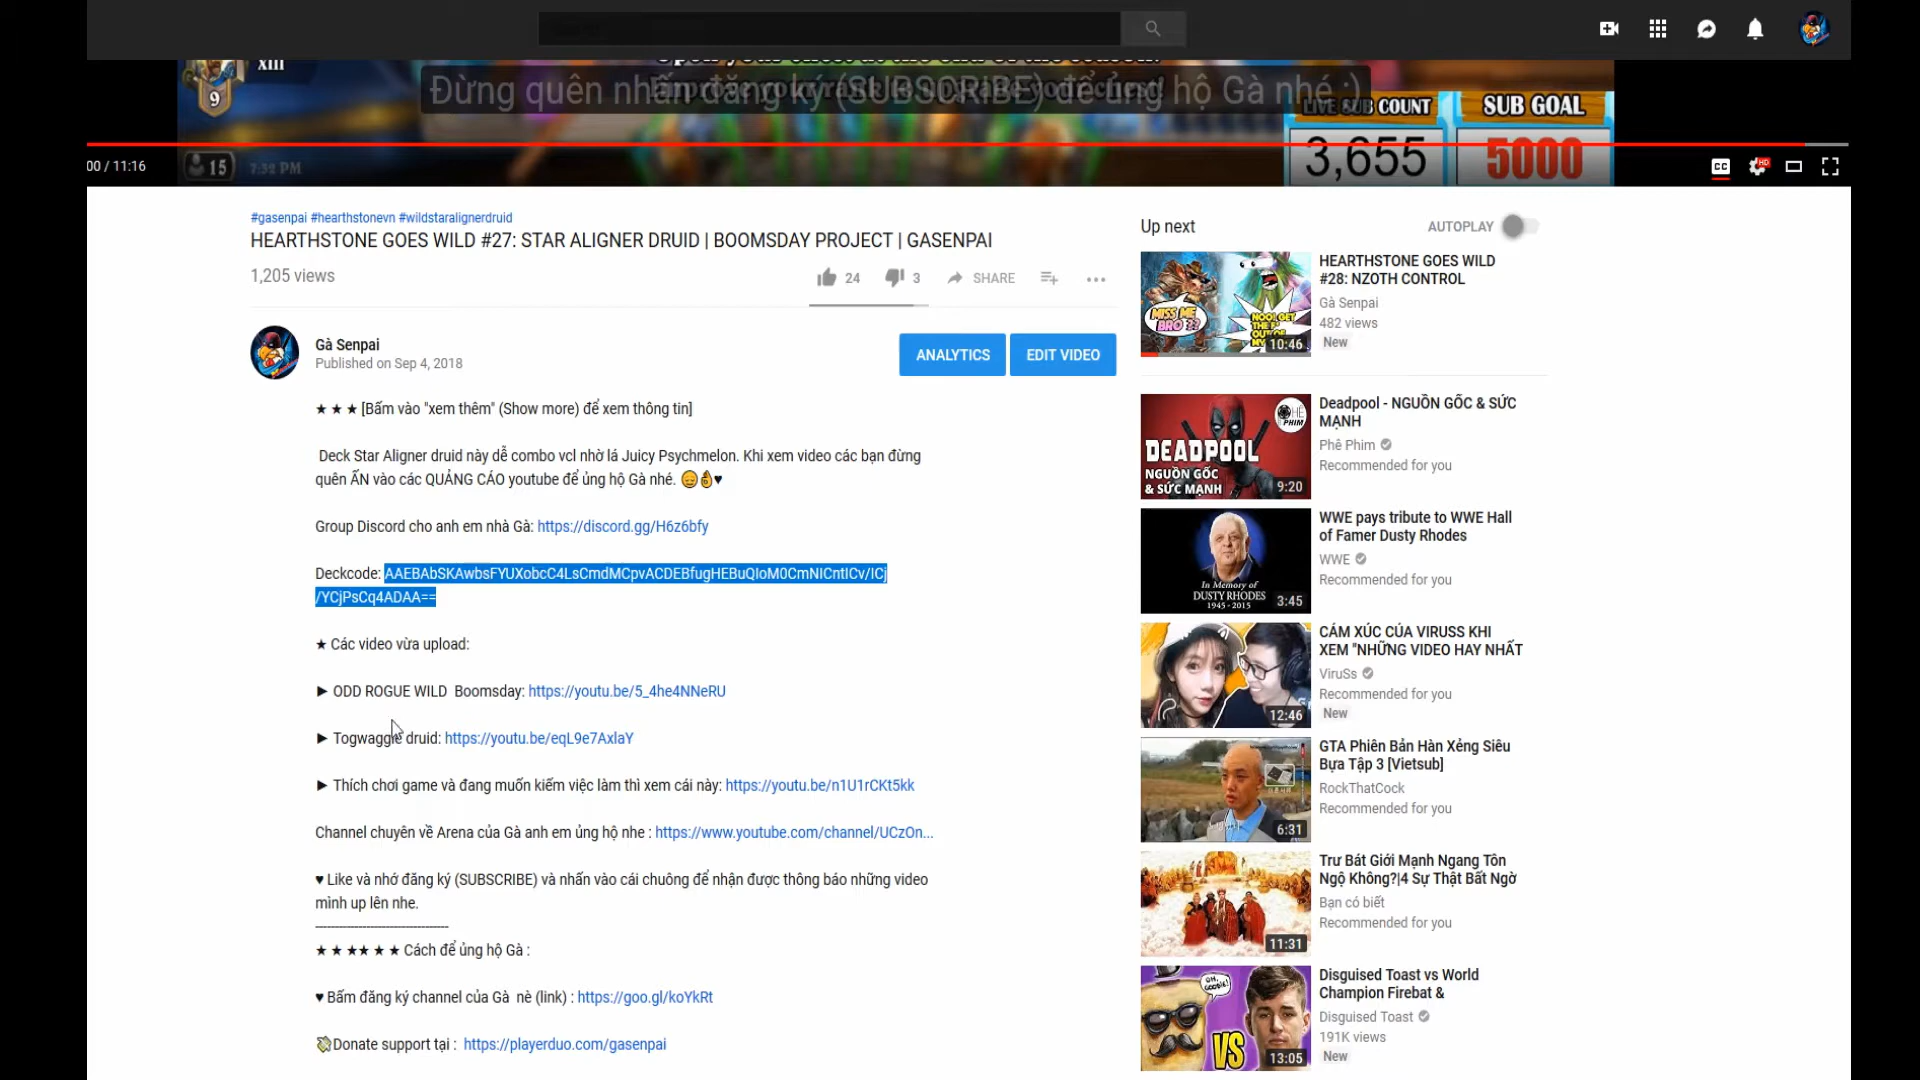 XIII
9
Đừng quên nhấn đăng ký (SUBSCRIBE) để ủng hộ Gà nhé :)
LIVE SUB COUNT
SUB GOAL
3,655
5000
15
7:32 PM
00 / 11:16
CC
HD
#gasenpai #hearthstonevn #wildstaralignerdruid
HEARTHSTONE GOES WILD #27: STAR ALIGNER DRUID | BOOMSDAY PROJECT | GASENPAI
1,205 views
24
3
SHARE
Gà Senpai
Published on Sep 4, 2018
ANALYTICS
EDIT VIDEO
★ ★ ★ [Bấm vào "xem thêm" (Show more) để xem thông tin]
Deck Star Aligner druid này dễ combo vcl nhờ lá Juicy Psychmelon. Khi xem video các bạn đừng
quên ẤN vào các QUẢNG CÁO youtube để ủng hộ Gà nhé. 😑👌♥
Group Discord cho anh em nhà Gà: https://discord.gg/H6z6bfy
Deckcode: AAEBAbSKAwbsFYUXobcC4LsCmdMCpvACDEBfugHEBuQIoM0CmNICntICv/ICj
/YCjPsCq4ADAA==
★ Các video vừa upload:
► ODD ROGUE WILD Boomsday: https://youtu.be/5_4he4NNeRU
► Togwaggle druid: https://youtu.be/eqL9e7AxlaY
► Thích chơi game và đang muốn kiếm việc làm thì xem cái này: https://youtu.be/n1U1rCKt5kk
Channel chuyên về Arena của Gà anh em ủng hộ nhe : https://www.youtube.com/channel/UCzOn...
♥ Like và nhớ đăng ký (SUBSCRIBE) và nhấn vào cái chuông để nhận được thông báo những video
mình up lên nhe.
----------------------------------
★ ★ ★★ ★ ★ Cách để ủng hộ Gà :
♥ Bấm đăng ký channel của Gà nè (link) : https://goo.gl/koYkRt
💸Donate support tại : https://playerduo.com/gasenpai
Up next
AUTOPLAY
MISS ME BRO ??
10:46
HEARTHSTONE GOES WILD
#28: NZOTH CONTROL
Gà Senpai
482 views
New
DEADPOOL
NGUỒN GỐC
& SỨC MẠNH
PHÊ PHIM
9:20
Deadpool - NGUỒN GỐC & SỨC
MẠNH
Phê Phim
Recommended for you
In Memory of
DUSTY RHODES
1945 - 2015
3:45
WWE pays tribute to WWE Hall
of Famer Dusty Rhodes
WWE
Recommended for you
12:46
CẢM XÚC CỦA VIRUSS KHI
XEM "NHỮNG VIDEO HAY NHẤT
ViruSs
Recommended for you
New
6:31
GTA Phiên Bản Hàn Xẻng Siêu
Bựa Tập 3 [Vietsub]
RockThatCock
Recommended for you
11:31
Trư Bát Giới Mạnh Ngang Tôn
Ngộ Không?|4 Sự Thật Bất Ngờ
Bạn có biết
Recommended for you
VS
13:05
Disguised Toast vs World
Champion Firebat &
Disguised Toast
191K views
New